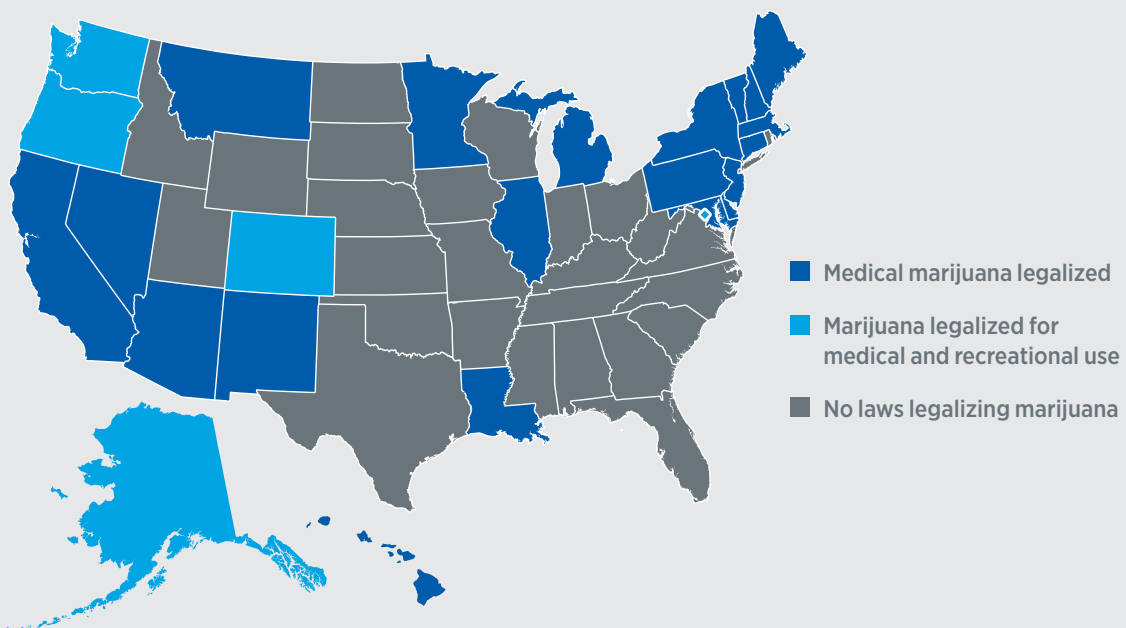 Medical marijuana legalized
Marijuana legalized for
medical and recreational use
No laws legalizing marijuana